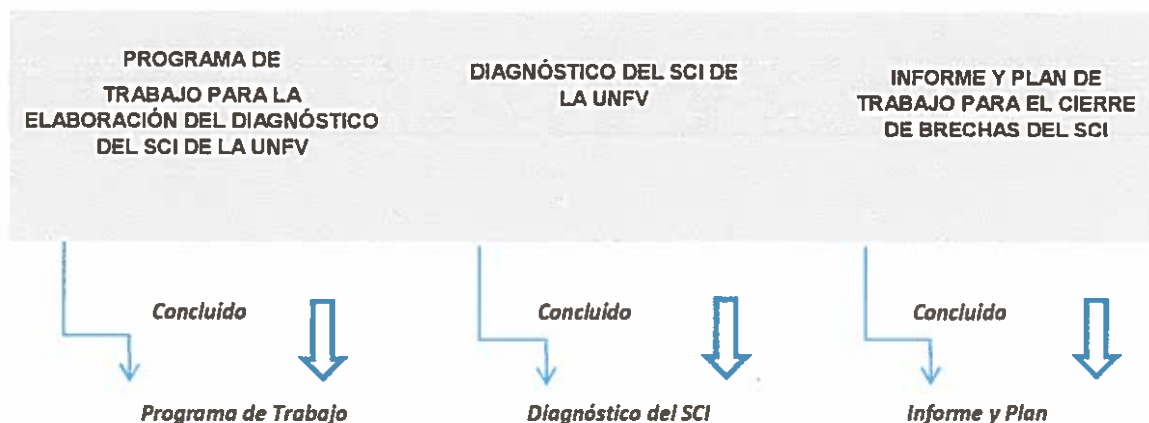 PROGRAMA DE
TRABAJO PARA LA
ELABORACIÓN DEL DIAGNÓSTICO
DEL SCI DE LA UNFV
DIAGNÓSTICO DEL SCI DE
LA UNFV
INFORME Y PLAN DE
TRABAJO PARA EL CIERRE
DE BRECHAS DEL SCI
Concluido
Concluido
Concluido
Programa de Trabajo
Diagnóstico del SCI
Informe y Plan